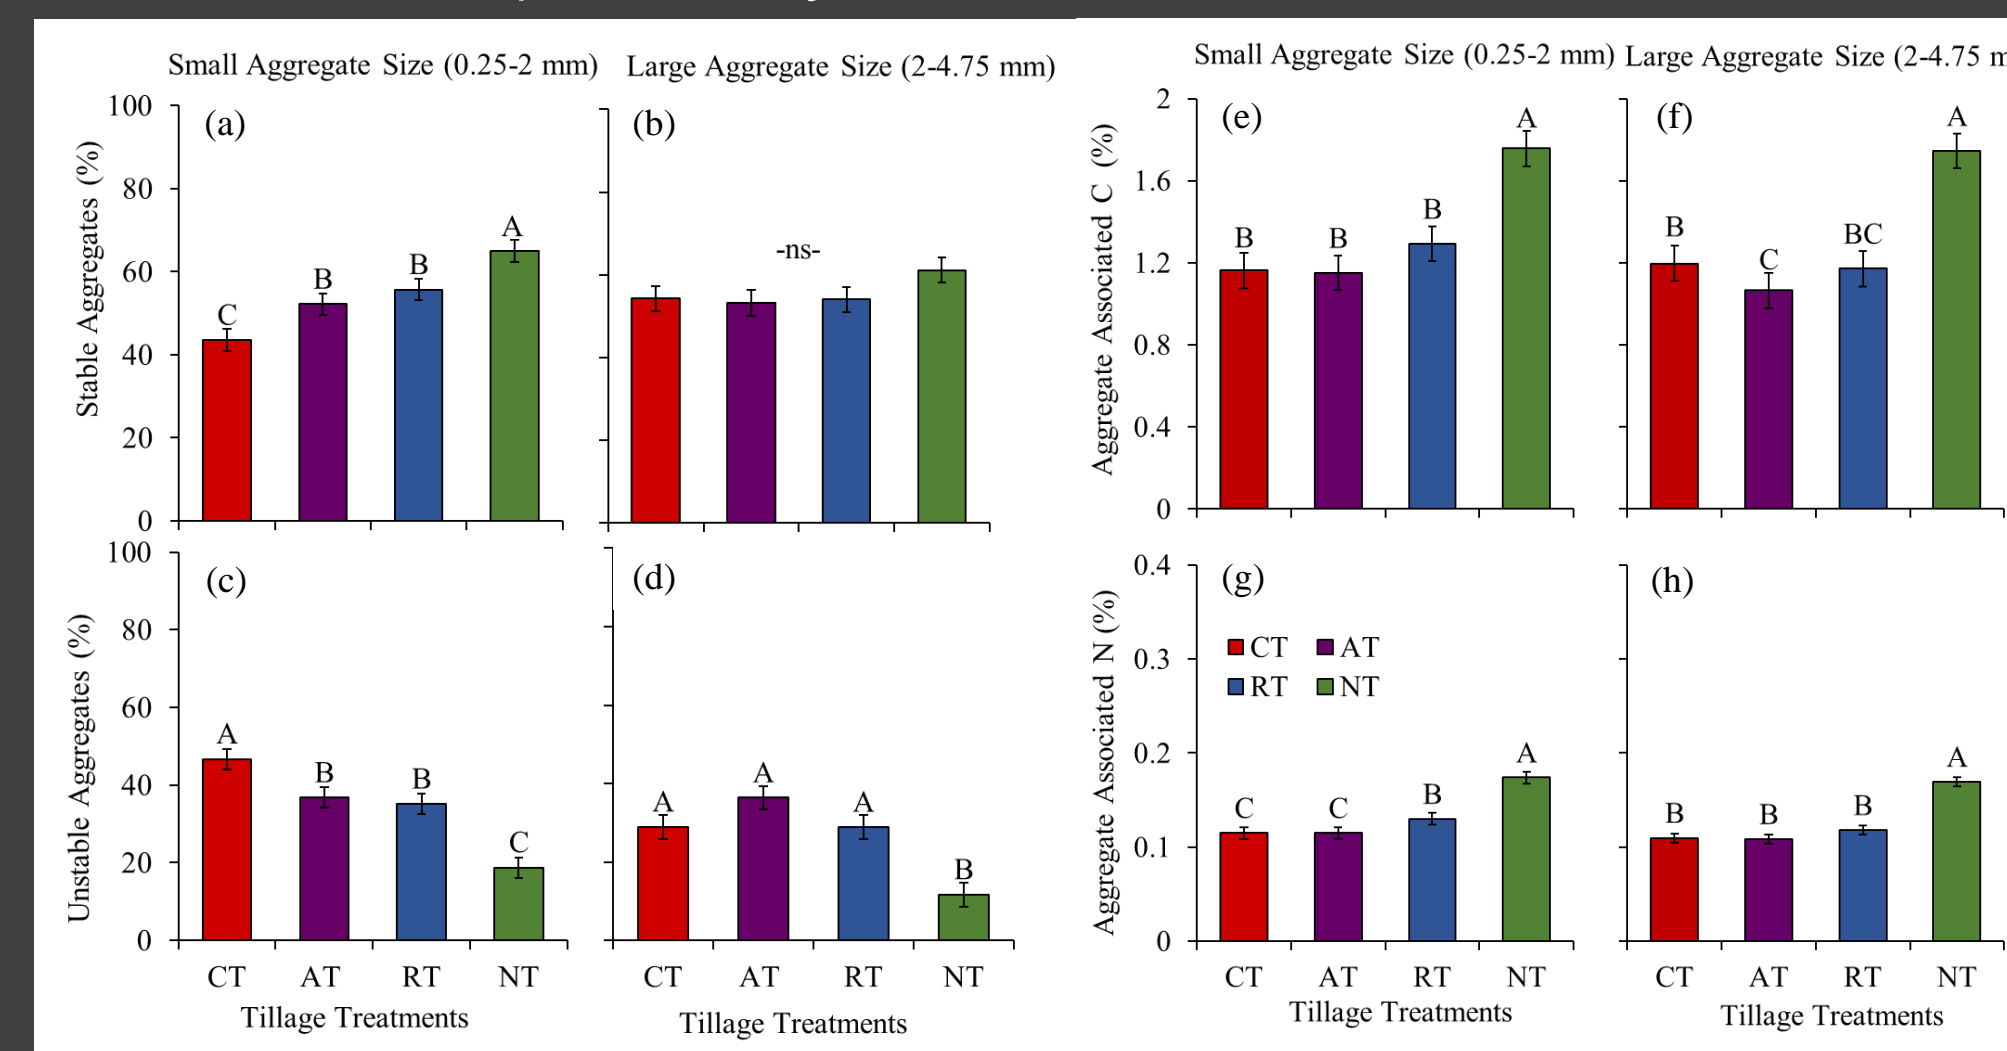 Small Aggregate Size (0.25-2 mm)
Large Aggregate Size (2-4.75 mm)
Small Aggregate Size (0.25-2 mm)
Large Aggregate Size (2-4.75 m
Stable Aggregates (%)
100
80
60
40
20
0
(a)
C
B
B
A
(b)
-ns-
Aggregate Associated C (%)
2
1.6
1.2
0.8
0.4
0
(e)
B
B
B
A
(f)
B
C
BC
A
Unstable Aggregates (%)
100
80
60
40
20
0
(c)
A
B
B
C
CT AT RT NT
Tillage Treatments
(d)
A
A
A
B
CT AT RT NT
Tillage Treatments
Aggregate Associated N (%)
0.4
0.3
0.2
0.1
0
(g)
CT AT
RT NT
C
C
B
A
CT AT RT NT
Tillage Treatments
(h)
B
B
B
A
CT AT RT NT
Tillage Treatments